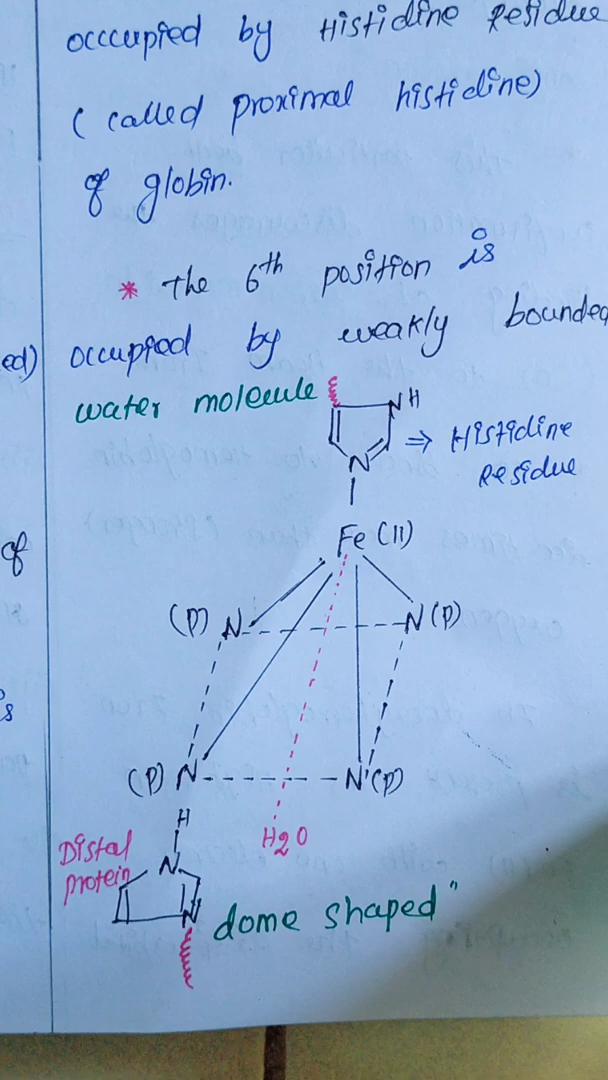 occcupied by Histidine Residue
( called proximal histidine)
of globin.
* The 6th position is
ed) occupied by weakly bounded
water molecule
N H
N
⇒ Histidine
Residue
of
Fe (II)
(P) N N (P)
s
(P) N N (P)
H
H2O
Distal
protein
N
N
dome shaped"